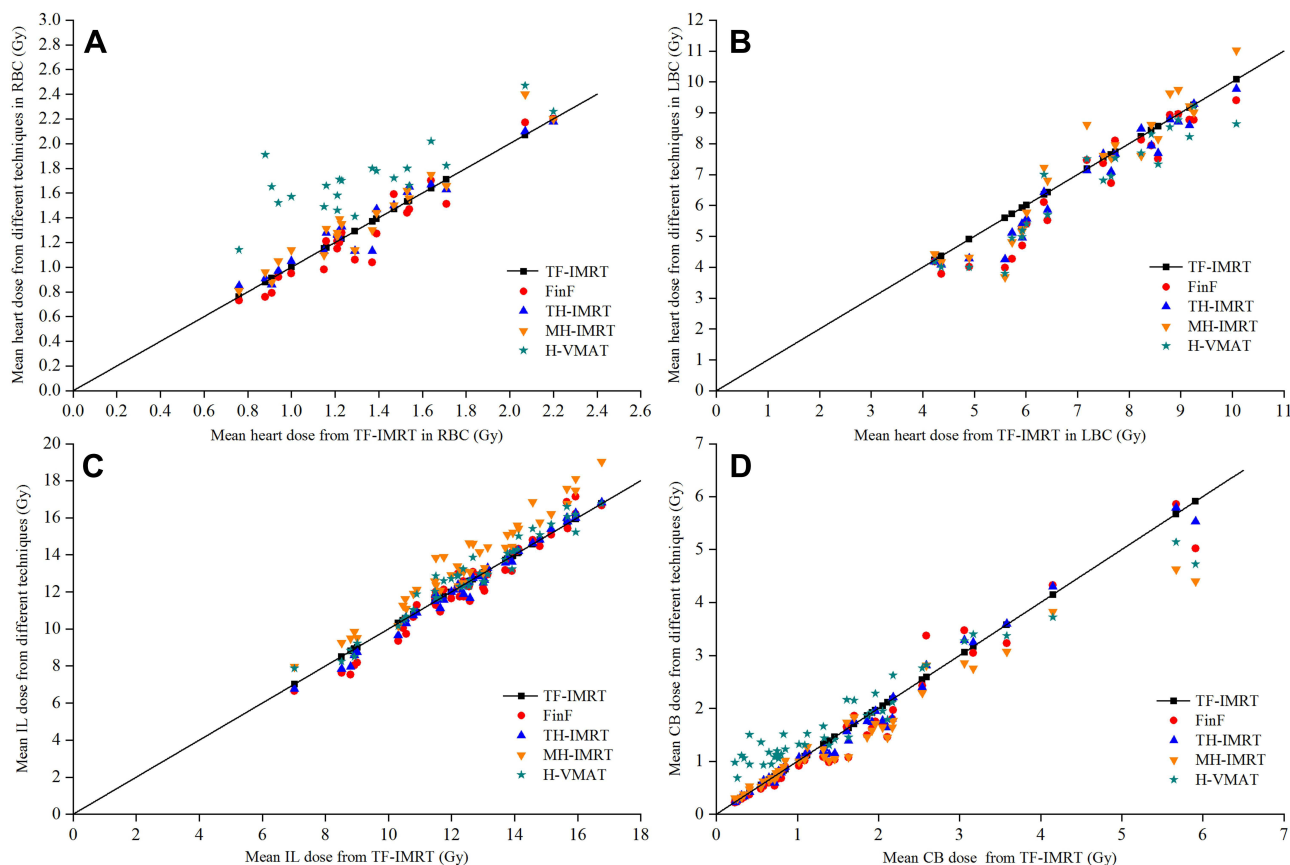 A
Mean heart dose from different techniques in RBC (Gy)
3.0
2.8
2.6
2.4
2.2
2.0
1.8
1.6
1.4
1.2
1.0
0.8
0.6
0.4
0.2
0.0
TF-IMRT
FinF
TH-IMRT
MH-IMRT
H-VMAT
0.0 0.2 0.4 0.6 0.8 1.0 1.2 1.4 1.6 1.8 2.0 2.2 2.4 2.6
Mean heart dose from TF-IMRT in RBC (Gy)
B
Mean heart dose from different techniques in LBC (Gy)
12
11
10
9
8
7
6
5
4
3
2
1
0
TF-IMRT
FinF
TH-IMRT
MH-IMRT
H-VMAT
0 1 2 3 4 5 6 7 8 9 10 11
Mean heart dose from TF-IMRT in LBC (Gy)
C
Mean IL dose from different techniques (Gy)
20
18
16
14
12
10
8
6
4
2
0
TF-IMRT
FinF
TH-IMRT
MH-IMRT
H-VMAT
0 2 4 6 8 10 12 14 16 18
Mean IL dose from TF-IMRT (Gy)
D
Mean CB dose from different techniques (Gy)
7
6
5
4
3
2
1
0
TF-IMRT
FinF
TH-IMRT
MH-IMRT
H-VMAT
0 1 2 3 4 5 6 7
Mean CB dose from TF-IMRT (Gy)